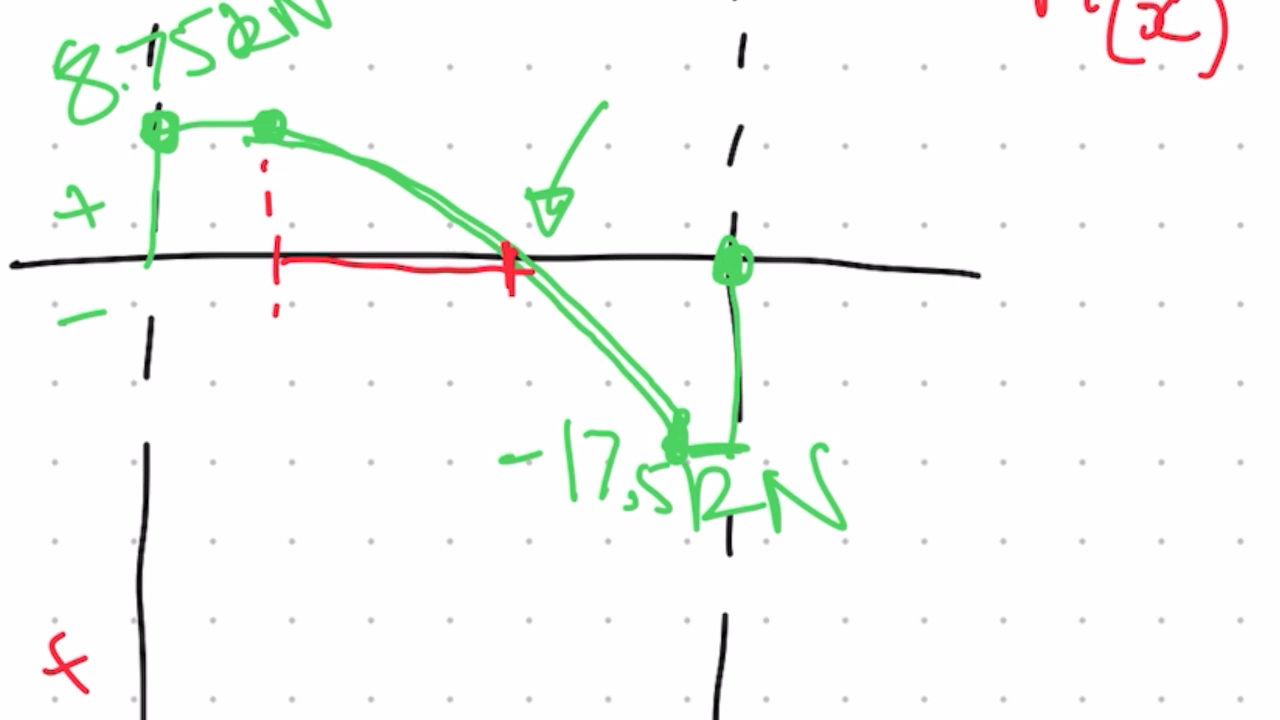 8.75kN
(x)
+
-
-17.5kN
+